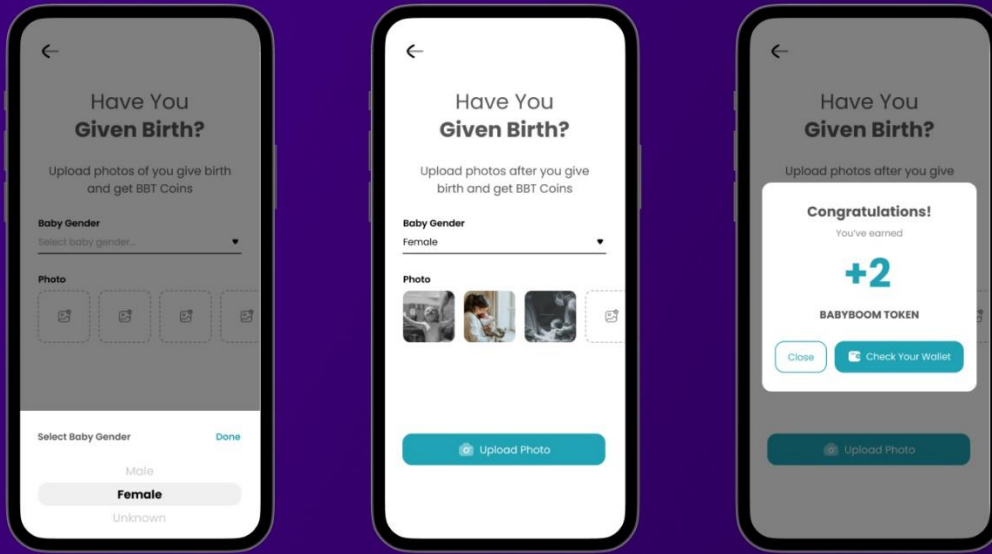 Have You
Given Birth?
Upload photos of you give birth
and get BBT Coins
Baby Gender
Select baby gender...
Photo
Select Baby Gender
Done
Male
Female
Unknown
Have You
Given Birth?
Upload photos after you give
birth and get BBT Coins
Baby Gender
Female
Photo
Upload Photo
Have You
Given Birth?
Upload photos after you give
Congratulations!
You've earned
+2
BABYBOOM TOKEN
Close
Check Your Wallet
Upload Photo